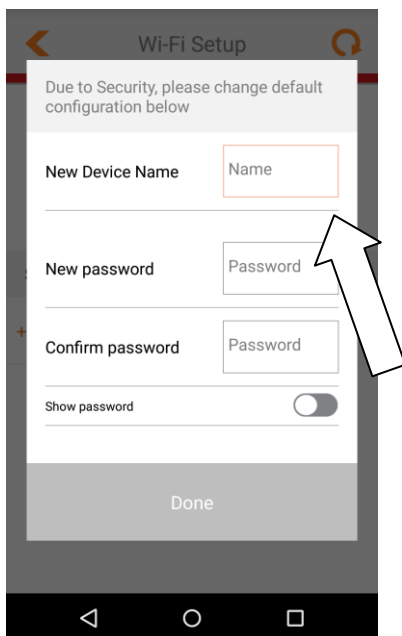 Wi-Fi Setup
Due to Security, please change default
configuration below
New Device Name Name
New password Password
Confirm password Password
Show password
Done